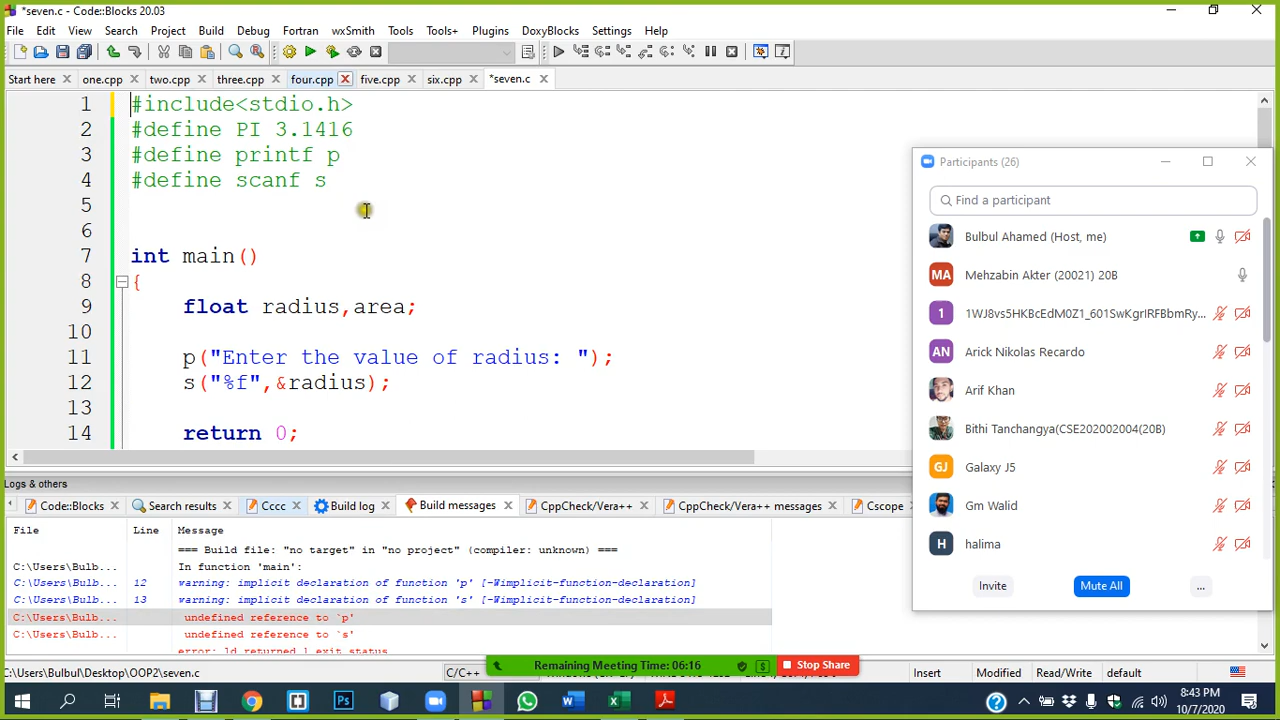 *seven.c - Code::Blocks 20.03
File Edit View Search Project Build Debug Fortran wxSmith Tools Tools+ Plugins DoxyBlocks Settings Help
Start here one.cpp two.cpp three.cpp four.cpp five.cpp six.cpp *seven.c
1 #include<stdio.h>
2 #define PI 3.1416
3 #define printf p
4 #define scanf s
5
6
7 int main()
8 {
9 float radius,area;
10
11 p("Enter the value of radius: ");
12 s("%f",&radius);
13
14 return 0;
Participants (26)
Find a participant
Bulbul Ahamed (Host, me)
MA Mehzabin Akter (20021) 20B
1 1WJ8vs5HKBcEdM0Z1_601SwKgrIRFBbmRy...
AN Arick Nikolas Recardo
Arif Khan
Bithi Tanchangya(CSE202002004(20B)
GJ Galaxy J5
Gm Walid
H halima
Invite Mute All ...
Logs & others
Code::Blocks Search results Cccc Build log Build messages CppCheck/Vera++ CppCheck/Vera++ messages Cscope
File Line Message
=== Build file: "no target" in "no project" (compiler: unknown) ===
C:\Users\Bulb... In function 'main':
C:\Users\Bulb... 12 warning: implicit declaration of function 'p' [-Wimplicit-function-declaration]
C:\Users\Bulb... 13 warning: implicit declaration of function 's' [-Wimplicit-function-declaration]
C:\Users\Bulb... undefined reference to `p'
C:\Users\Bulb... undefined reference to `s'
error: ld returned 1 exit status
Remaining Meeting Time: 06:16 Stop Share
C:\Users\Bulbul\Desktop\OOP2\seven.c C/C++ Insert Modified Read/Write default
8:43 PM
10/7/2020